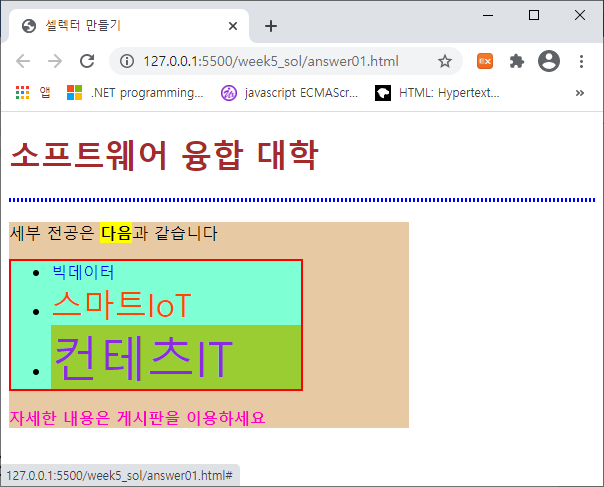 셀렉터 만들기
127.0.0.1:5500/week5_sol/answer01.html
앱 .NET programming... javascript ECMAScr... HTML: Hypertext... »
소프트웨어 융합 대학
세부 전공은 다음과 같습니다
빅데이터
스마트IoT
컨테츠IT
자세한 내용은 게시판을 이용하세요
127.0.0.1:5500/week5_sol/answer01.html#